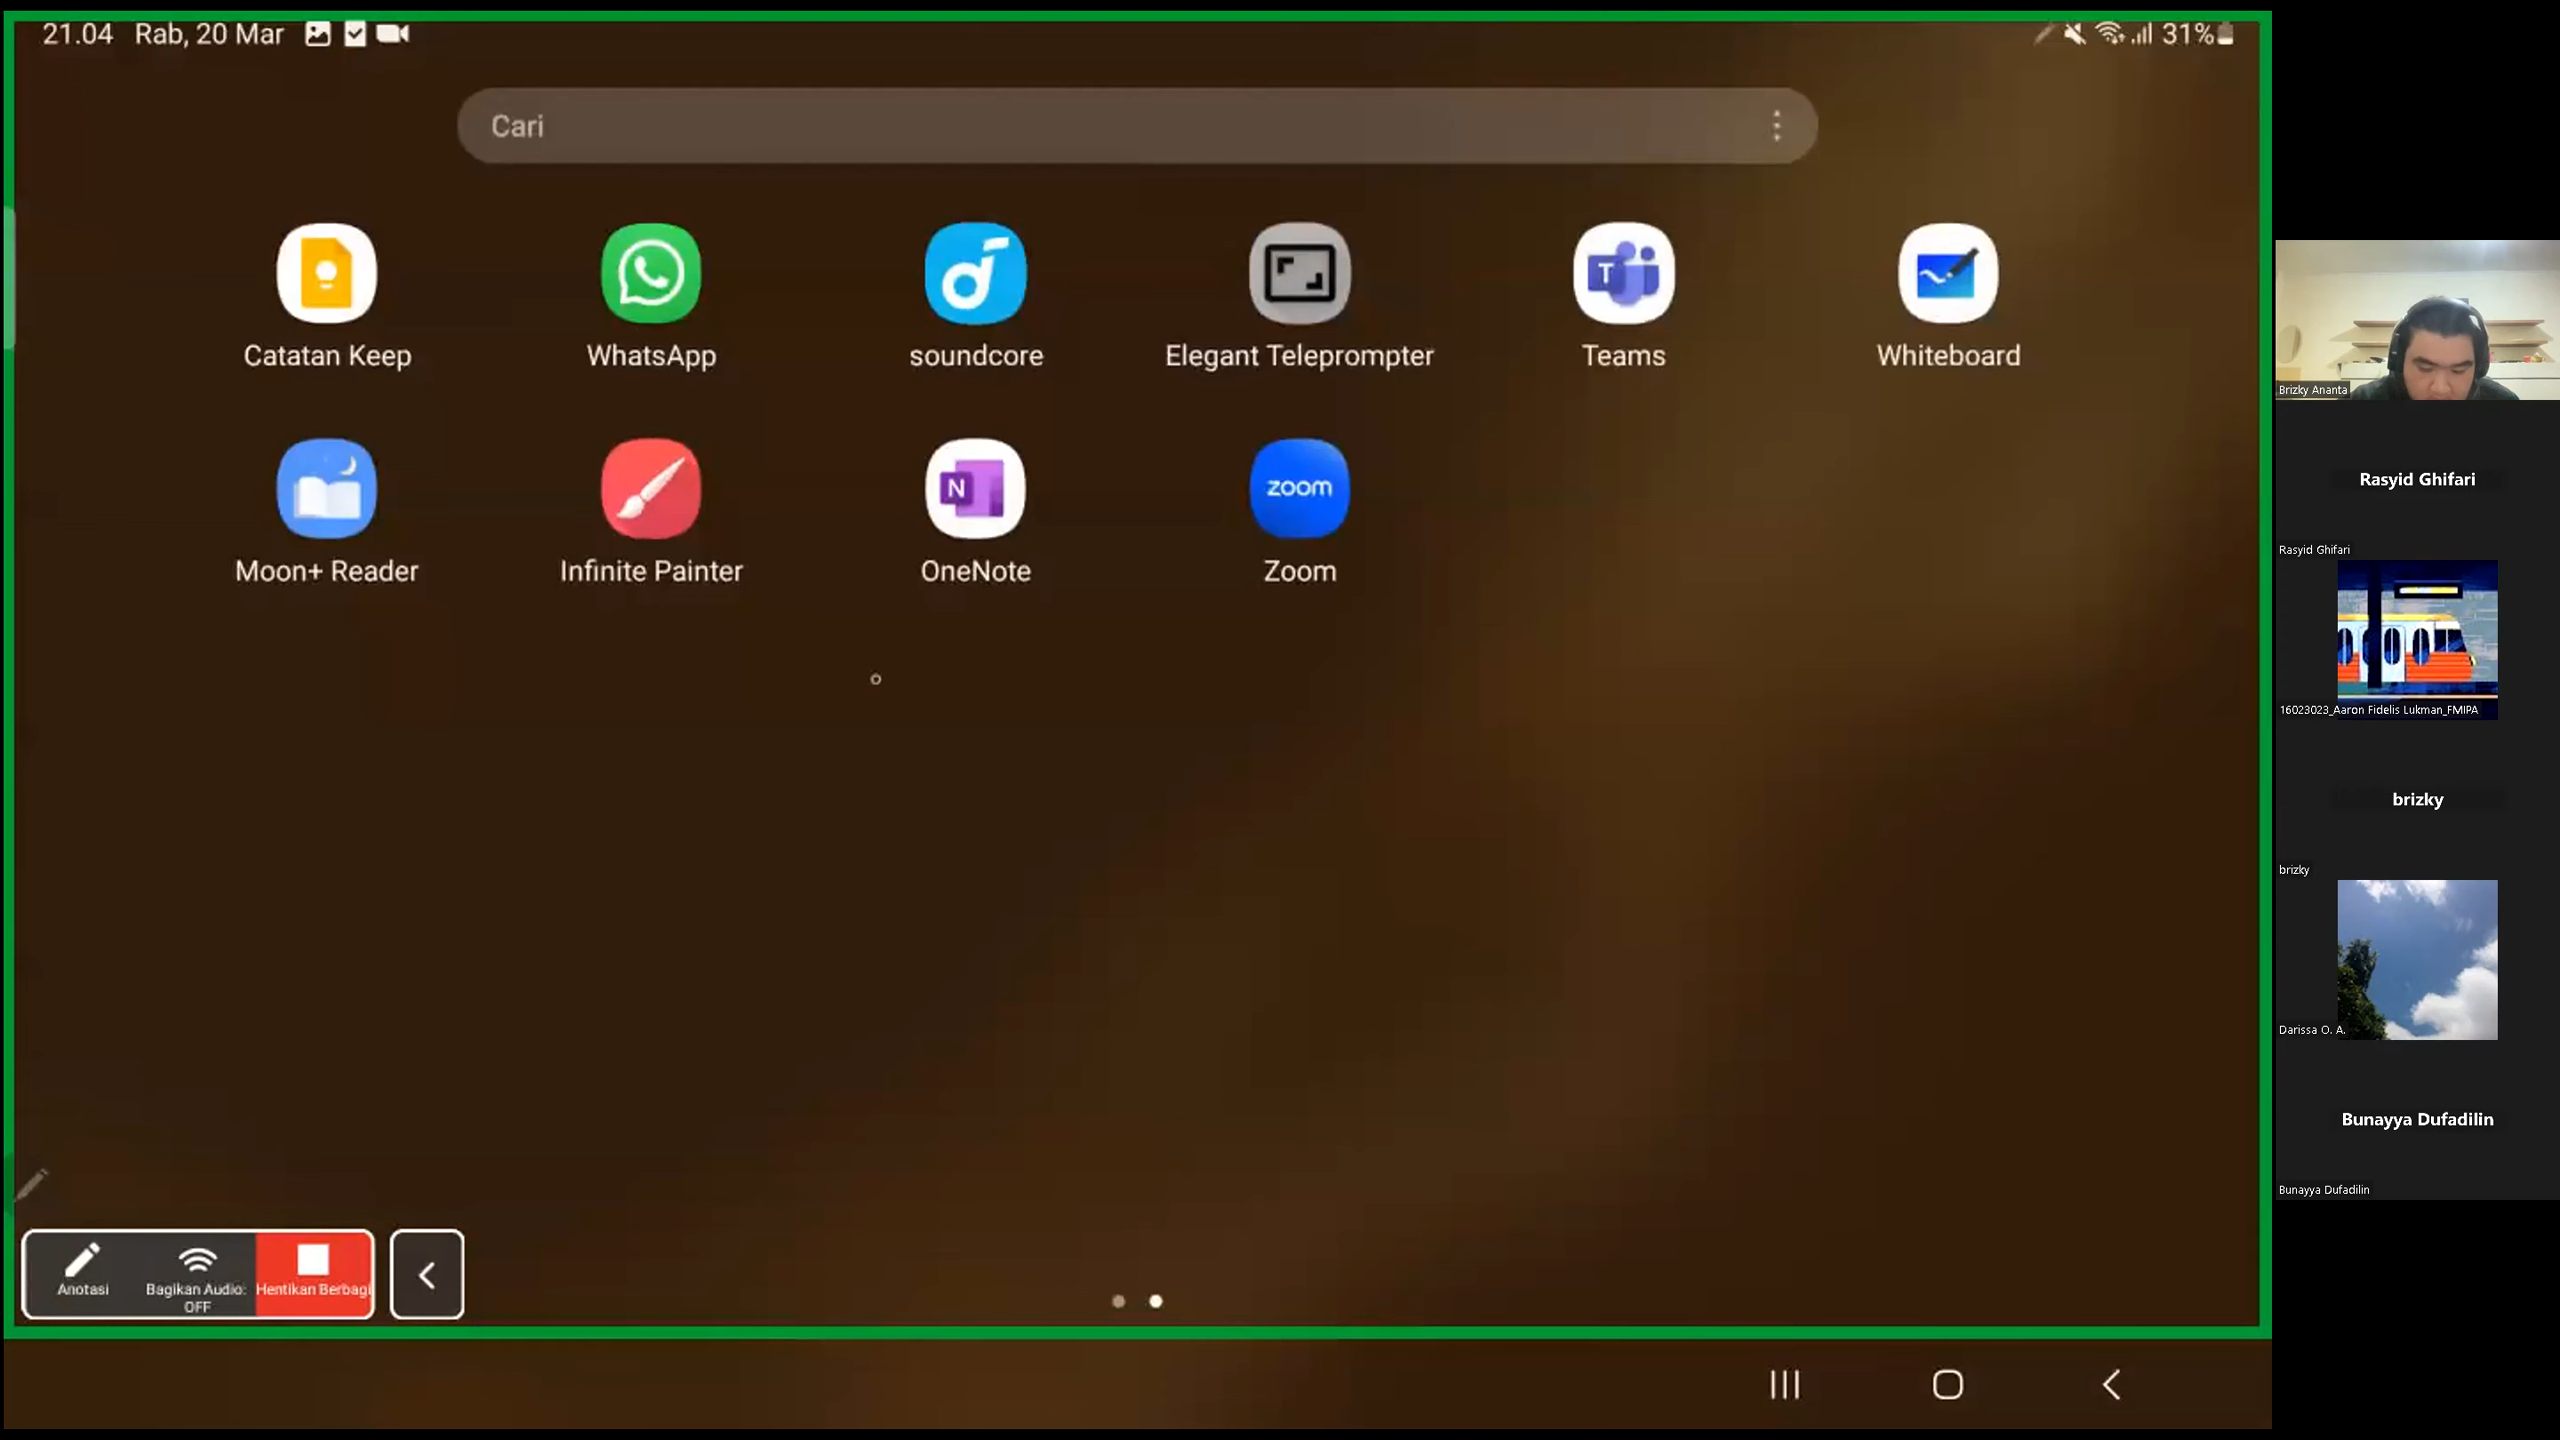 21.04 Rab, 20 Mar
31%
Cari
Catatan Keep
WhatsApp
soundcore
Elegant Teleprompter
T
Teams
Whiteboard
Moon+ Reader
Infinite Painter
N
OneNote
zoom
Zoom
Anotasi
Bagikan Audio:
OFF
Hentikan Berbagi
Brizky Ananta
Rasyid Ghifari
Rasyid Ghifari
16023023_Aaron Fidelis Lukman_FMIPA
brizky
brizky
Darissa O. A.
Bunayya Dufadilin
Bunayya Dufadilin